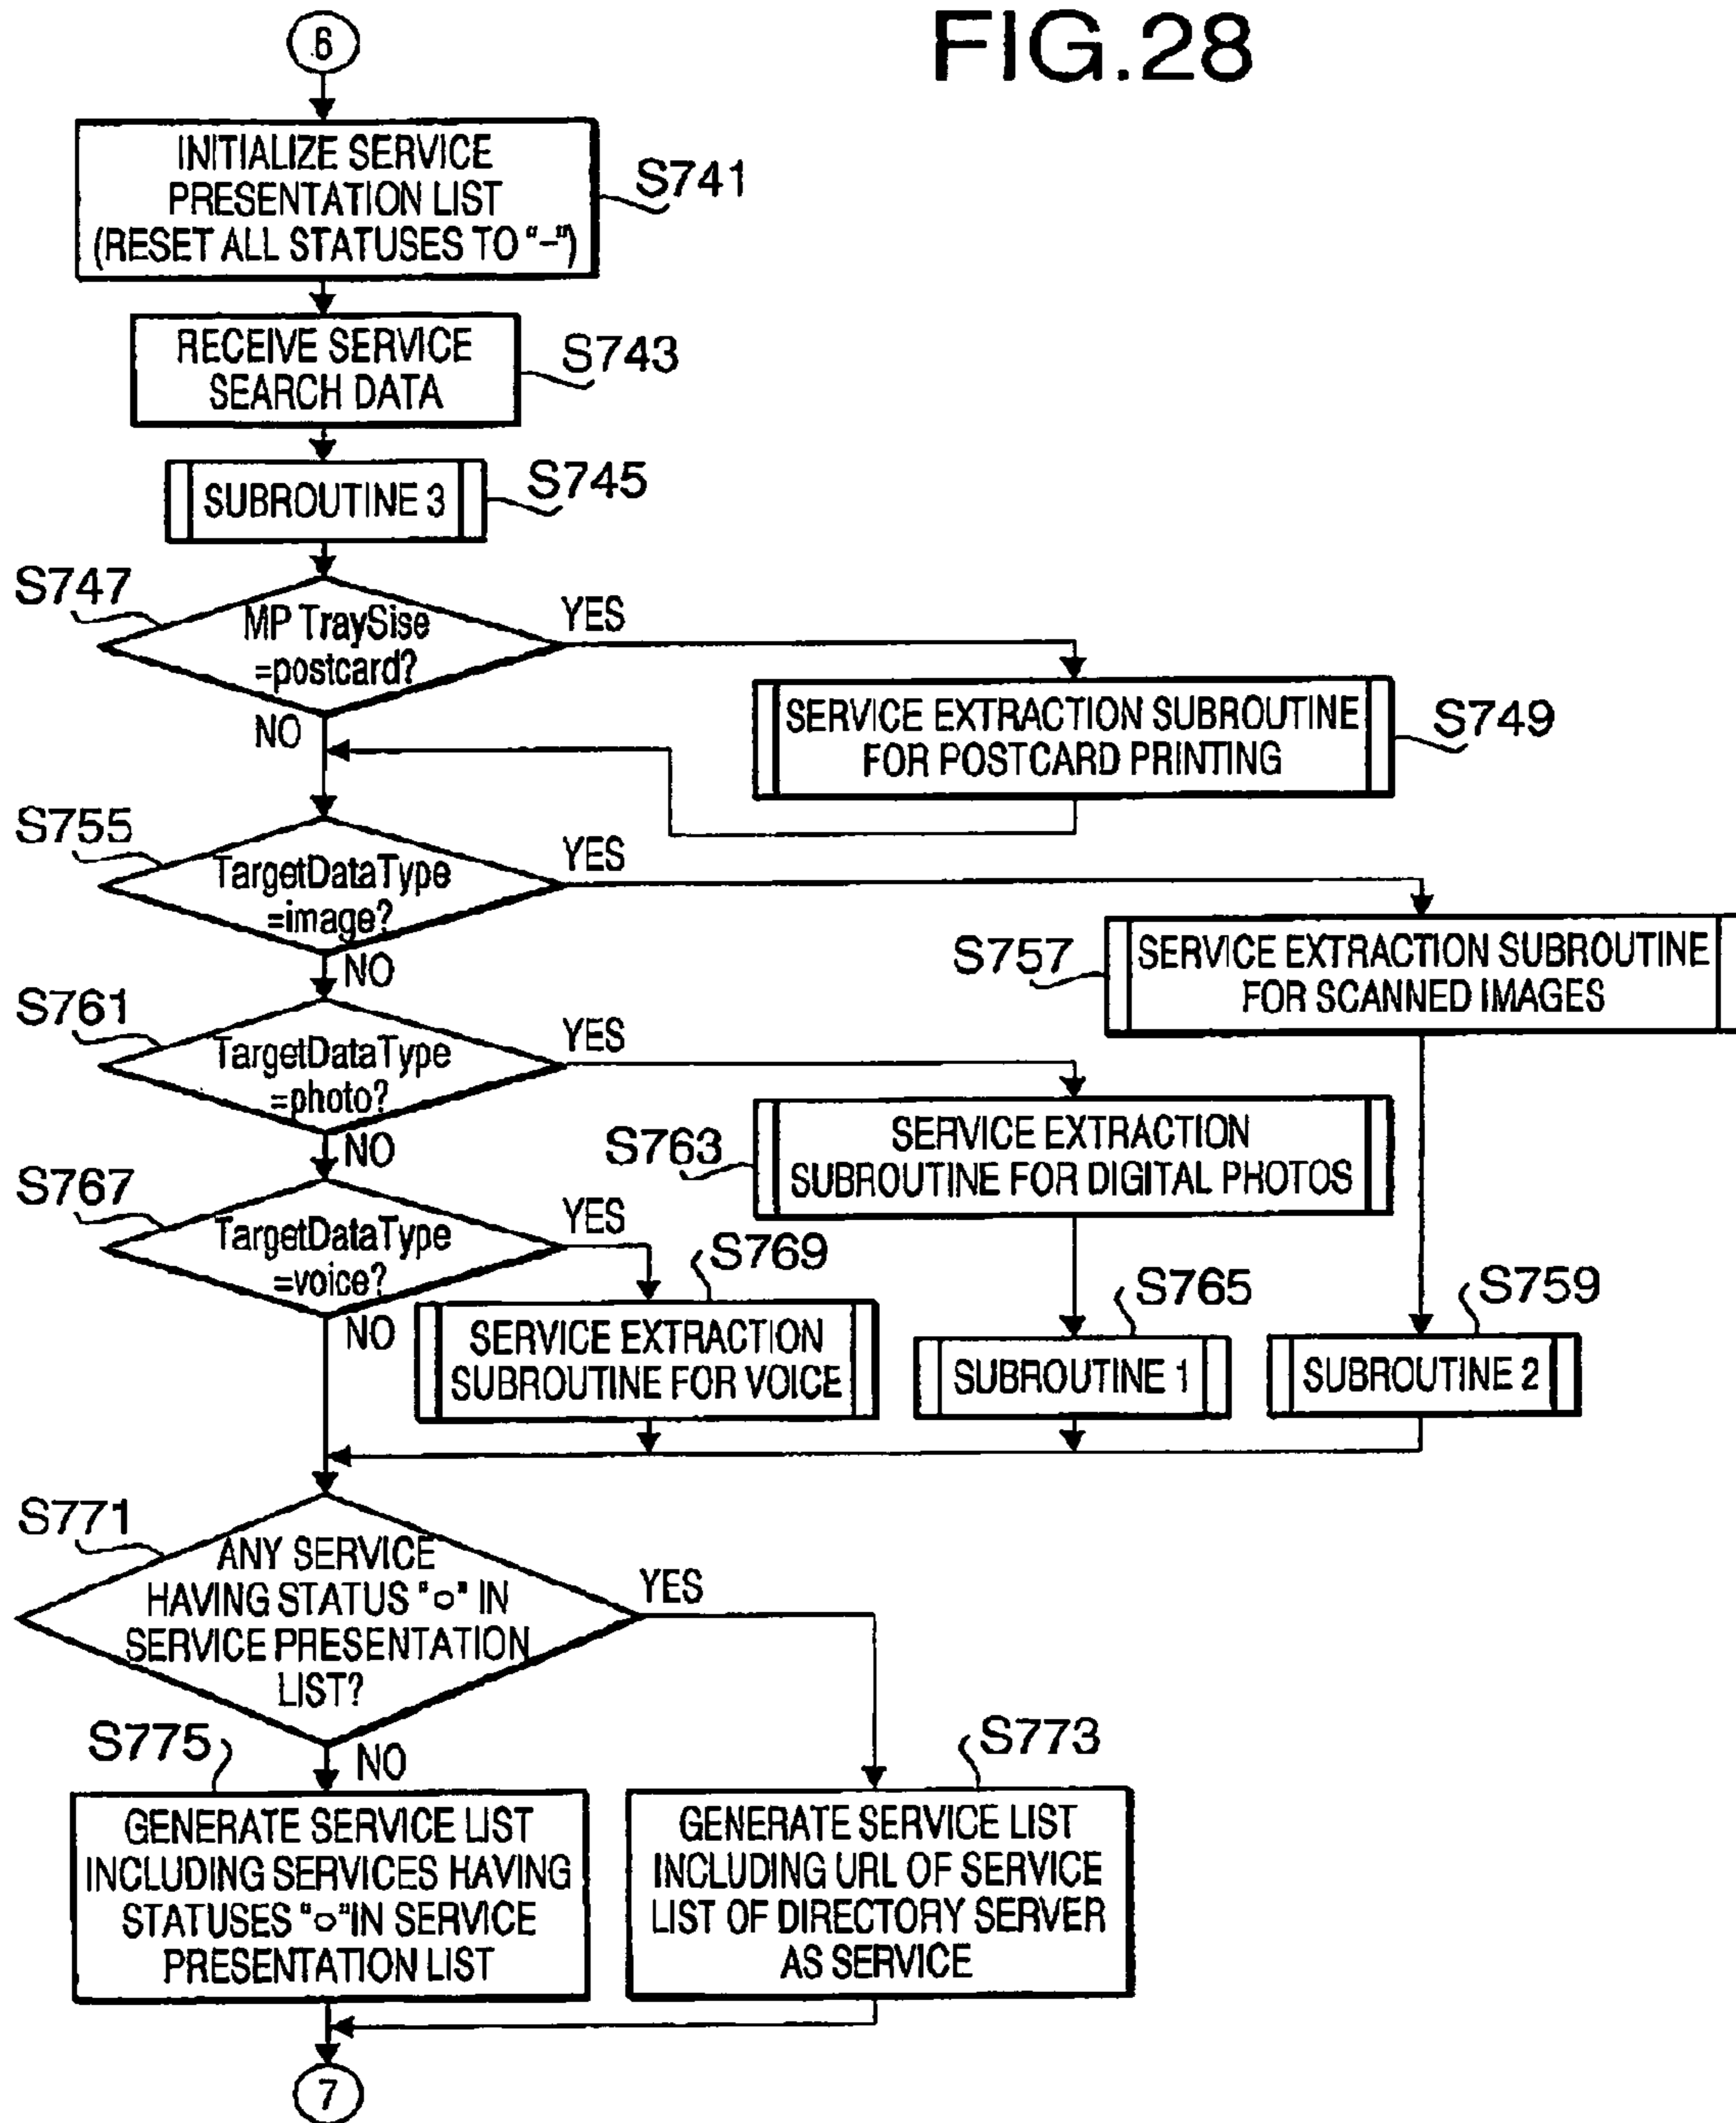 FIG.28
6
INITIALIZE SERVICE
PRESENTATION LIST
(RESET ALL STATUSES TO "-")
S741
RECEIVE SERVICE
SEARCH DATA
S743
SUBROUTINE 3
S745
S747
MP TraySise
=postcard?
YES
NO
SERVICE EXTRACTION SUBROUTINE
FOR POSTCARD PRINTING
S749
S755
TargetDataType
=image?
YES
NO
S757
SERVICE EXTRACTION SUBROUTINE
FOR SCANNED IMAGES
S761
TargetDataType
=photo?
YES
NO
S763
SERVICE EXTRACTION
SUBROUTINE FOR DIGITAL PHOTOS
S767
TargetDataType
=voice?
YES
NO
S769
SERVICE EXTRACTION
SUBROUTINE FOR VOICE
S765
SUBROUTINE 1
S759
SUBROUTINE 2
S771
ANY SERVICE
HAVING STATUS "○" IN
SERVICE PRESENTATION
LIST?
YES
NO
S775
GENERATE SERVICE LIST
INCLUDING SERVICES HAVING
STATUSES "○"IN SERVICE
PRESENTATION LIST
S773
GENERATE SERVICE LIST
INCLUDING URL OF SERVICE
LIST OF DIRECTORY SERVER
AS SERVICE
7